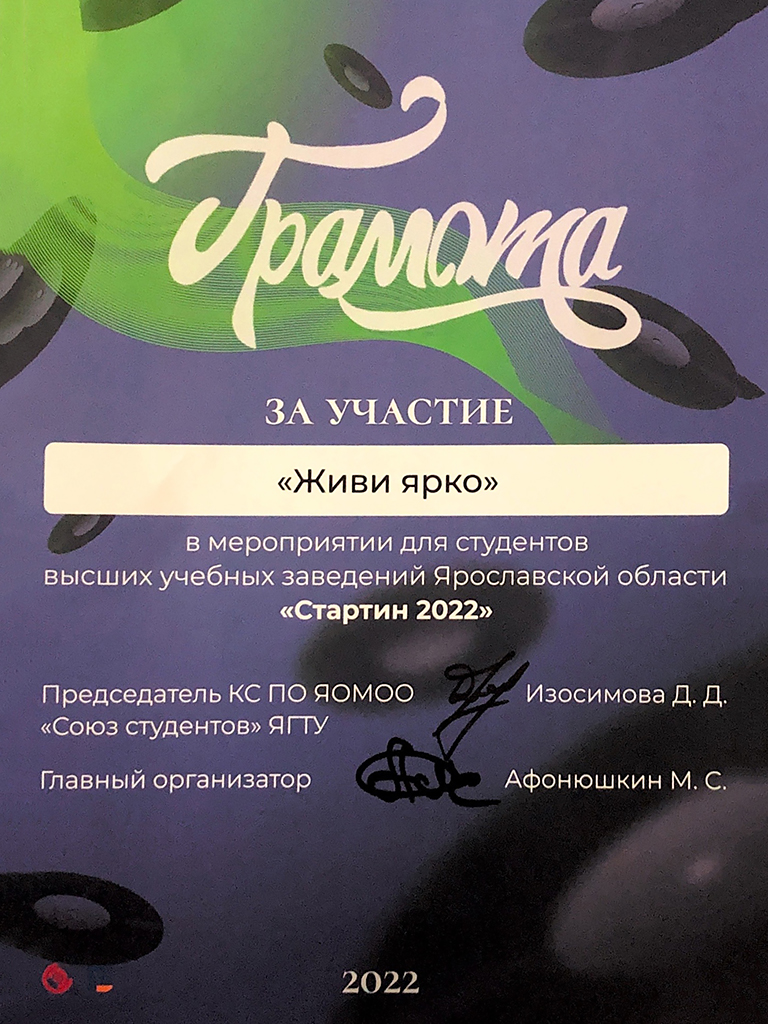 Грамота
ЗА УЧАСТИЕ
«Живи ярко»
в мероприятии для студентов
высших учебных заведений Ярославской области
«Стартин 2022»
Председатель КС ПО ЯОМОО Изосимова Д. Д.
«Союз студентов» ЯГТУ
Главный организатор Афонюшкин М. С.
2022